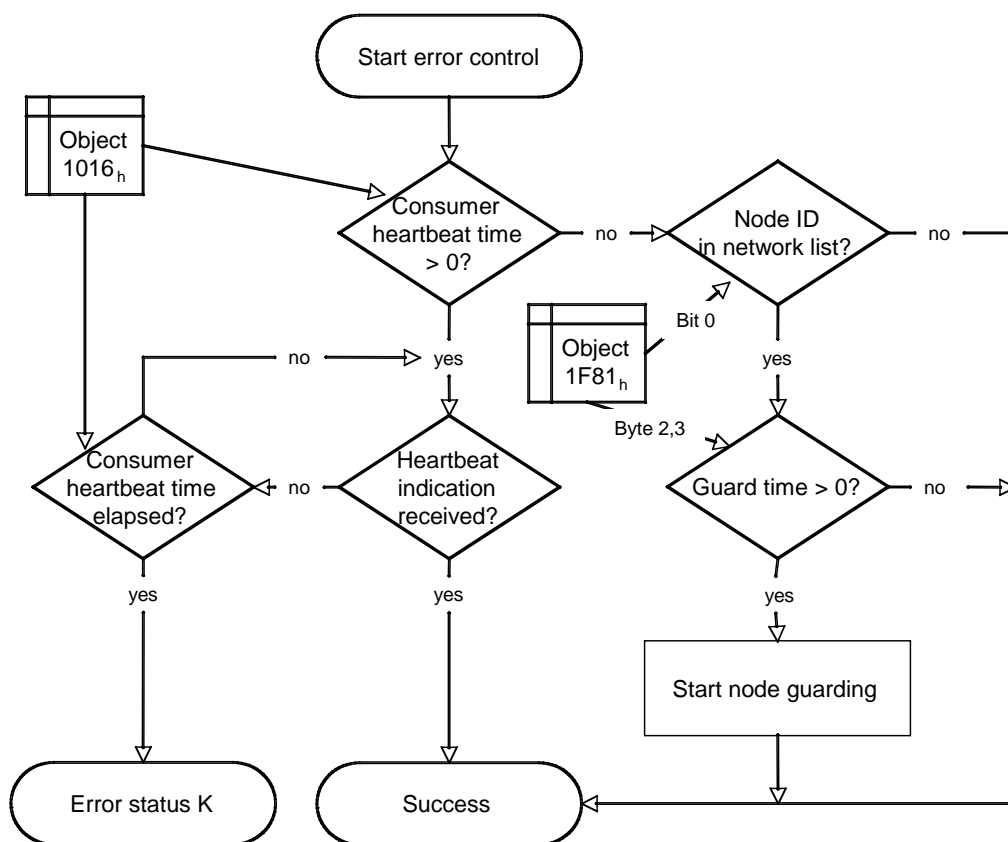 Start error control
Object
1016h
Consumer
heartbeat time
> 0?
no
Node ID
in network list?
no
Bit 0
Object
1F81h
no
yes
yes
Byte 2,3
Consumer
heartbeat time
elapsed?
no
Heartbeat
indication
received?
Guard time > 0?
no
yes
yes
yes
Start node guarding
Error status K
Success